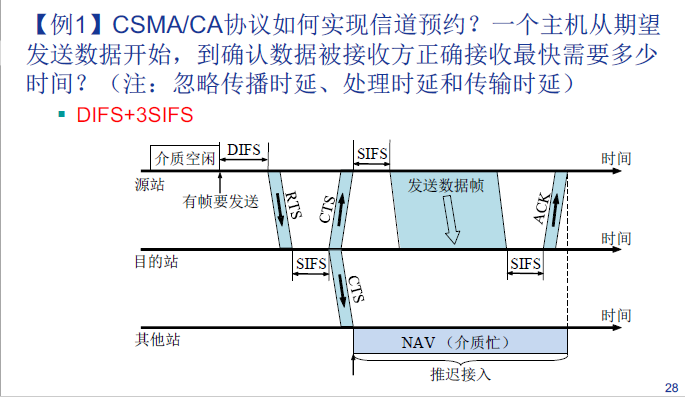 【例1】CSMA/CA协议如何实现信道预约？一个主机从期望
发送数据开始，到确认数据被接收方正确接收最快需要多少
时间？（注：忽略传播时延、处理时延和传输时延）
▪ DIFS+3SIFS
介质空闲
DIFS
SIFS
时间
源站
有帧要发送
RTS
CTS
发送数据帧
ACK
时间
目的站
SIFS
SIFS
CTS
时间
其他站
NAV（介质忙）
推迟接入
28